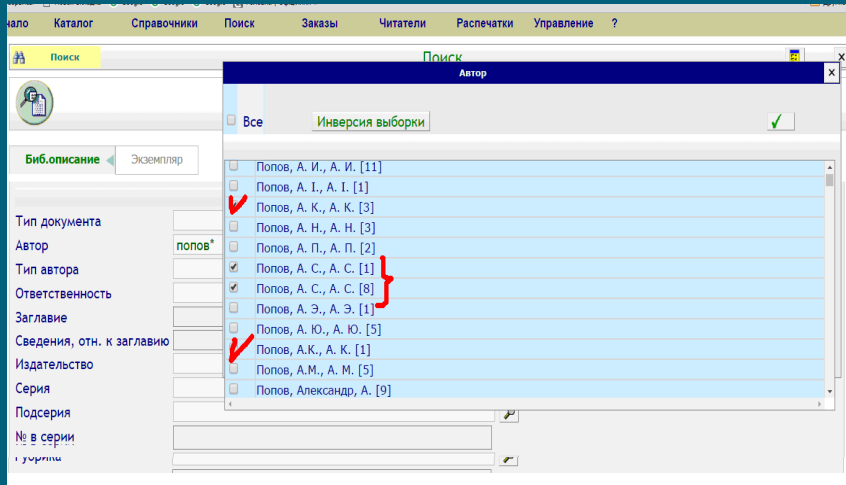 Каталог Справочники Поиск Заказы Читатели Распечатки Управление ?
Поиск Поиск x
Автор x
Все Инверсия выборки
Биб.описание Экземпляр
Попов, А. И., А. И. [11]
Попов, А. I., А. I. [1]
Попов, А. К., А. К. [3]
Тип документа
Попов, А. Н., А. Н. [3]
Автор попов*
Попов, А. П., А. П. [2]
Тип автора
Попов, А. С., А. С. [1]
Ответственность
Попов, А. С., А. С. [8]
Заглавие
Попов, А. Э., А. Э. [1]
Сведения, отн. к заглавию
Попов, А. Ю., А. Ю. [5]
Попов, А.К., А. К. [1]
Издательство
Попов, А.М., А. М. [5]
Серия
Попов, Александр, А. [9]
Подсерия
№ в серии